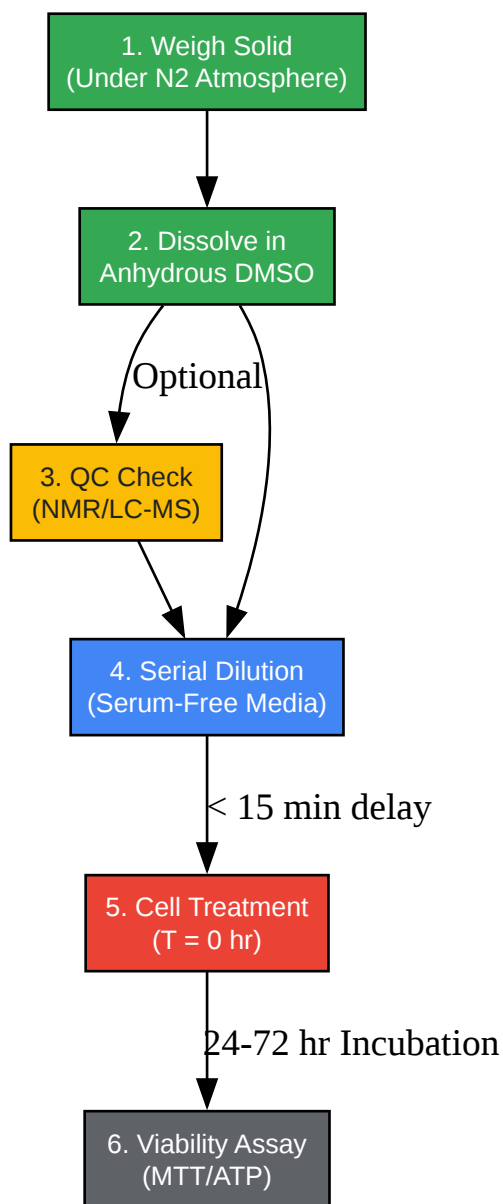 1. Weigh Solid
(Under N2 Atmosphere)
2. Dissolve in
Anhydrous DMSO
Optional
3. QC Check
(NMR/LC-MS)
4. Serial Dilution
(Serum-Free Media)
< 15 min delay
5. Cell Treatment
(T = 0 hr)
24-72 hr Incubation
6. Viability Assay
(MTT/ATP)